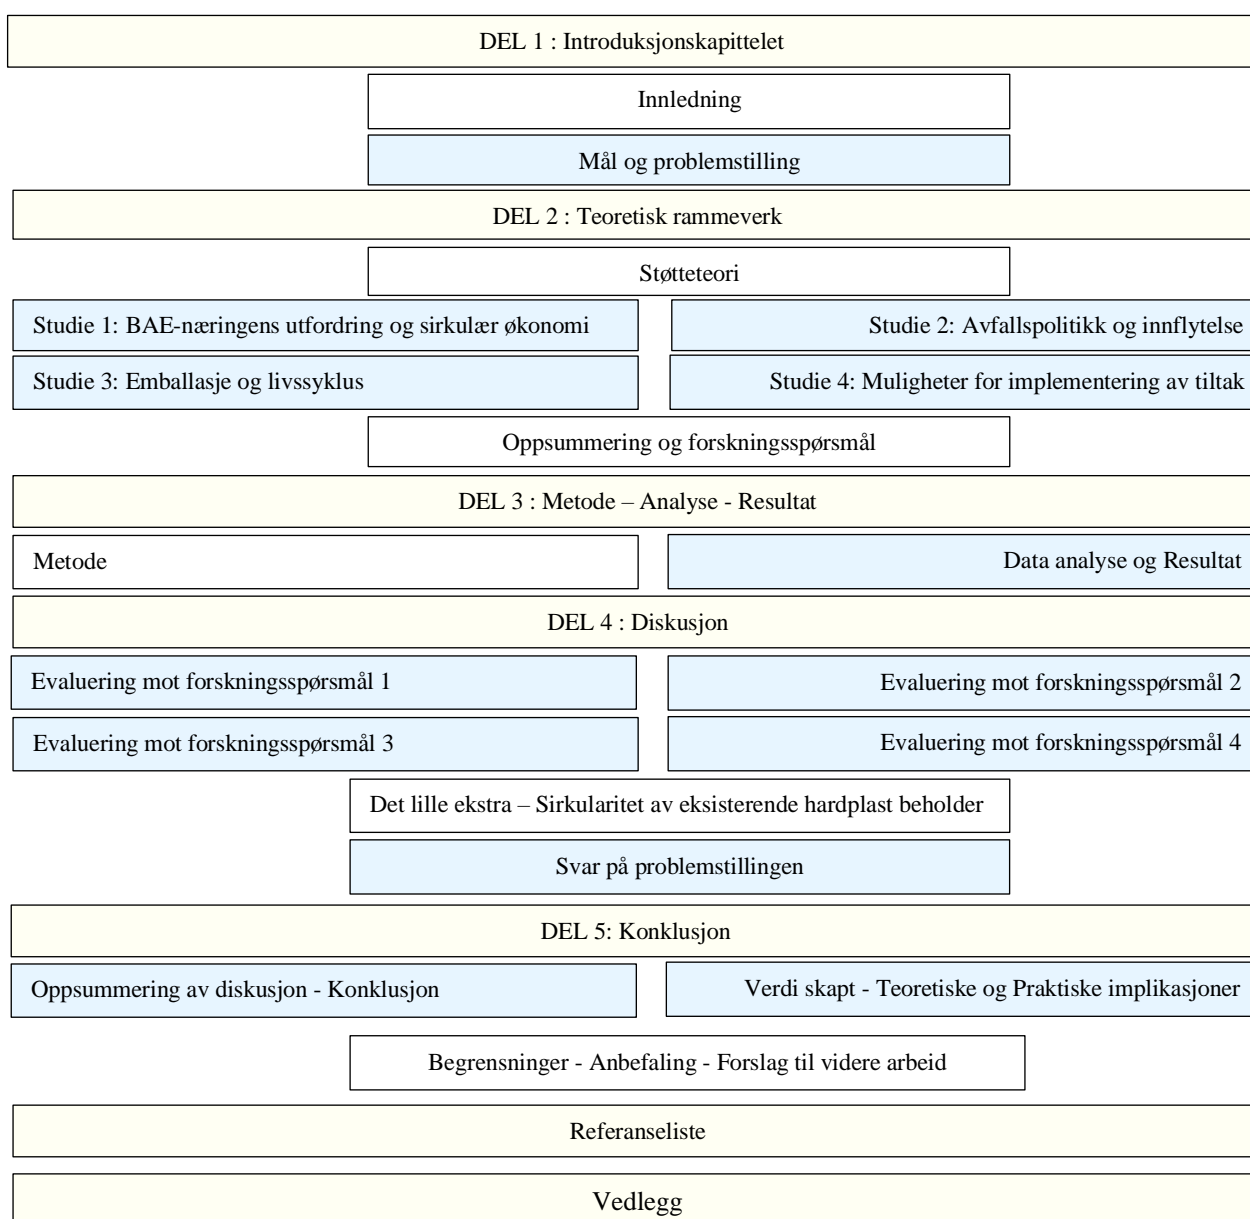 DEL 1 : Introduksjonskapittelet
Innledning
Mål og problemstilling
DEL 2 : Teoretisk rammeverk
Støtteteori
Studie 1: BAE-næringens utfordring og sirkulær økonomi
Studie 2: Avfallspolitikk og innflytelse
Studie 3: Emballasje og livssyklus
Studie 4: Muligheter for implementering av tiltak
Oppsummering og forskningsspørsmål
DEL 3 : Metode – Analyse - Resultat
Metode
Data analyse og Resultat
DEL 4 : Diskusjon
Evaluering mot forskningsspørsmål 1
Evaluering mot forskningsspørsmål 2
Evaluering mot forskningsspørsmål 3
Evaluering mot forskningsspørsmål 4
Det lille ekstra – Sirkularitet av eksisterende hardplast beholder
Svar på problemstillingen
DEL 5: Konklusjon
Oppsummering av diskusjon - Konklusjon
Verdi skapt - Teoretiske og Praktiske implikasjoner
Begrensninger - Anbefaling - Forslag til videre arbeid
Referanseliste
Vedlegg